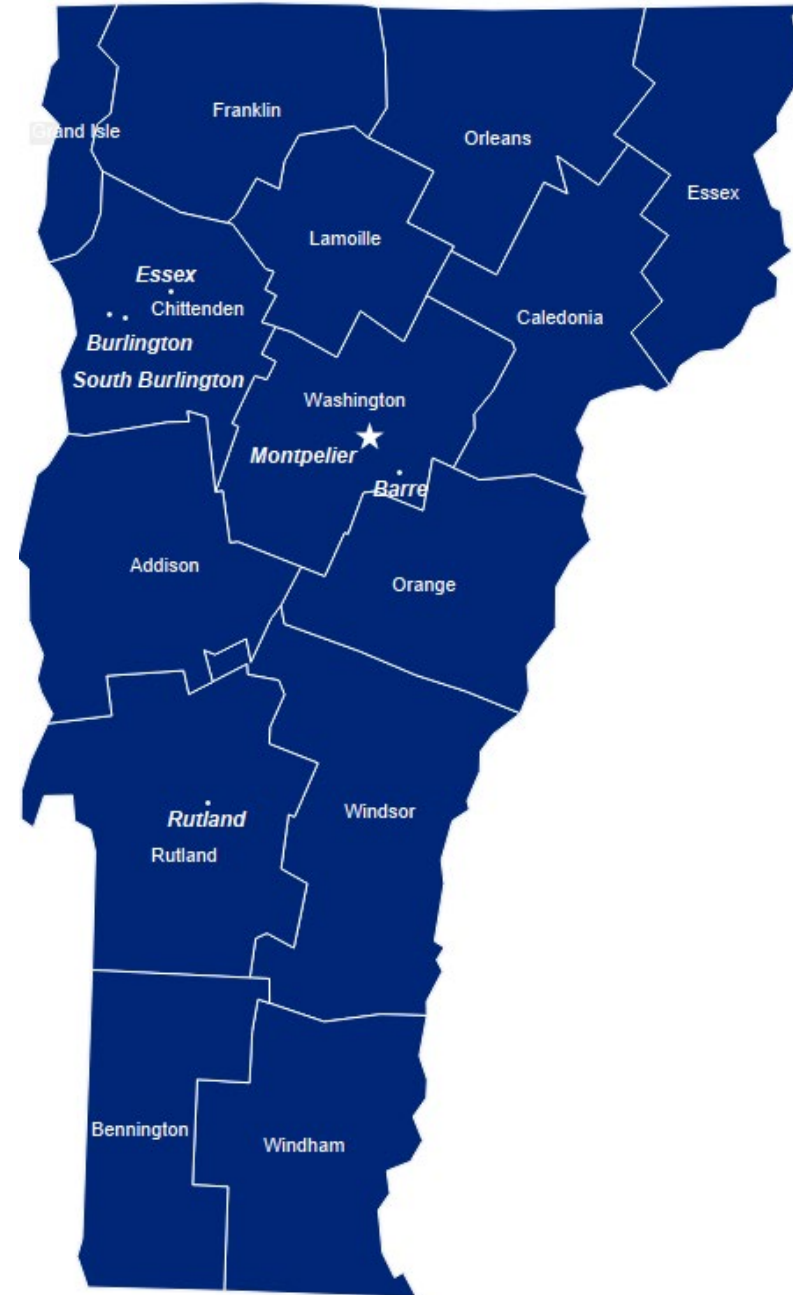 Franklin
Grand Isle
Orleans
Essex
Lamoille
Essex
Chittenden
Caledonia
Burlington
South Burlington
Washington
Montpelier
Barre
Addison
Orange
Rutland
Windsor
Rutland
Bennington
Windham